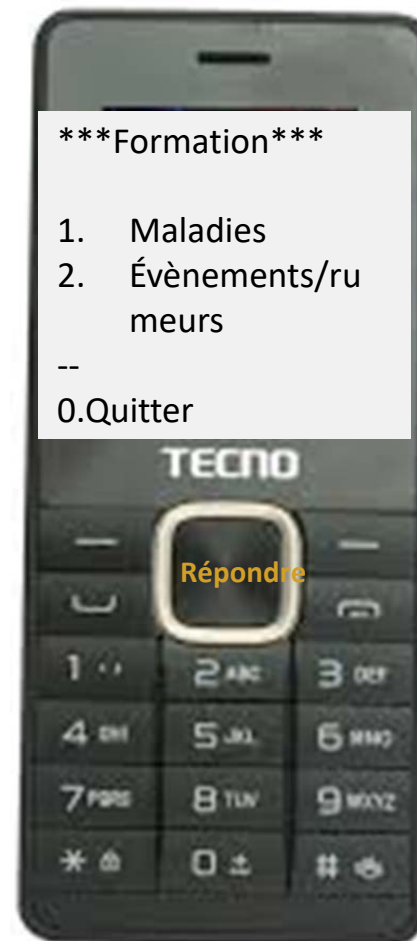 ***Formation***
1. Maladies
2. Évènements/ru
meurs
--
0.Quitter
TECNO
Répondre
1
2 ABC 3 DEF
4 GHI 5 JKL 6 MNO
7 PQRS 8 TUV 9 WXYZ
* 0 #